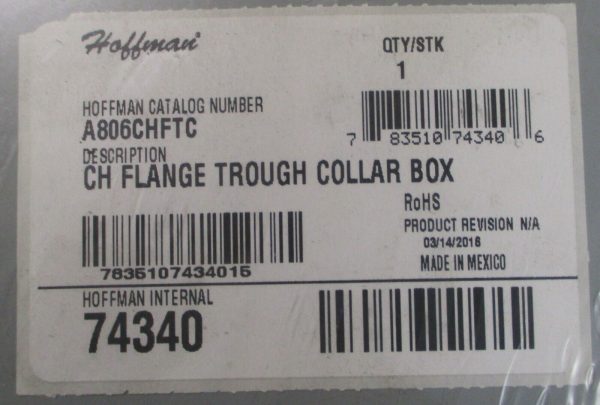 Hoffman
QTY/STK
1
HOFFMAN CATALOG NUMBER
A806CHFTC
7 83510 74340 6
DESCRIPTION
CH FLANGE TROUGH COLLAR BOX
RoHS
PRODUCT REVISION N/A
03/14/2016
MADE IN MEXICO
7835107434015
HOFFMAN INTERNAL
74340